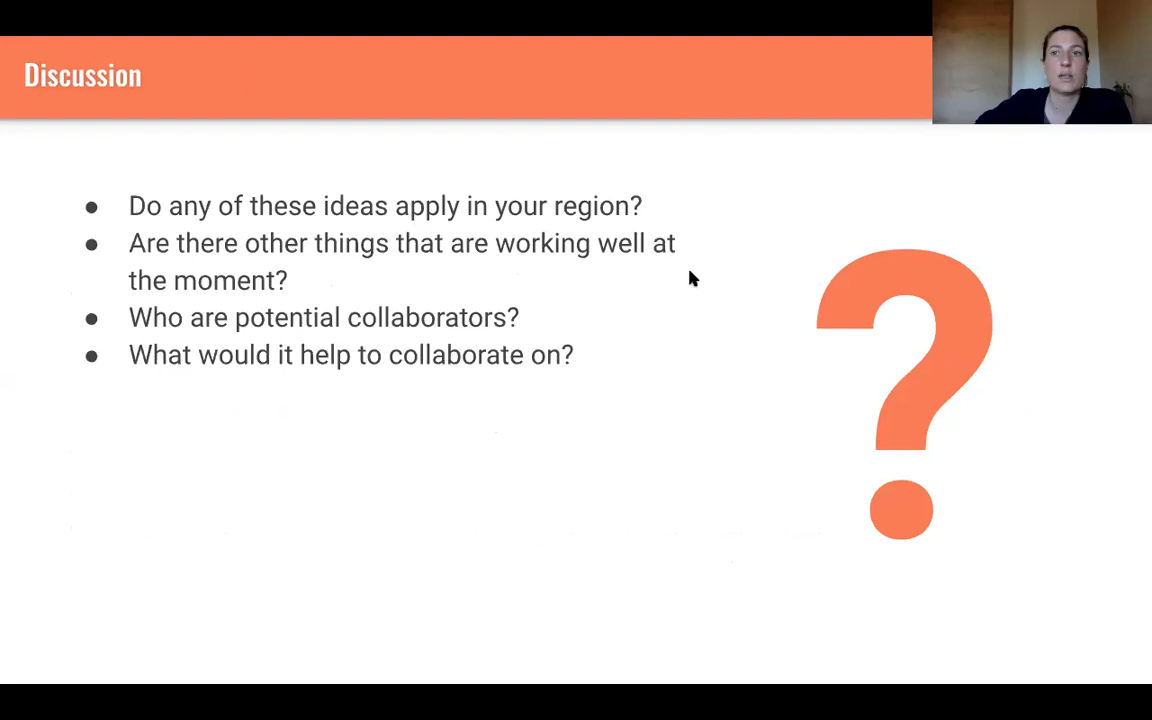 Discussion
● Do any of these ideas apply in your region?
● Are there other things that are working well at
the moment?
● Who are potential collaborators?
● What would it help to collaborate on?
?